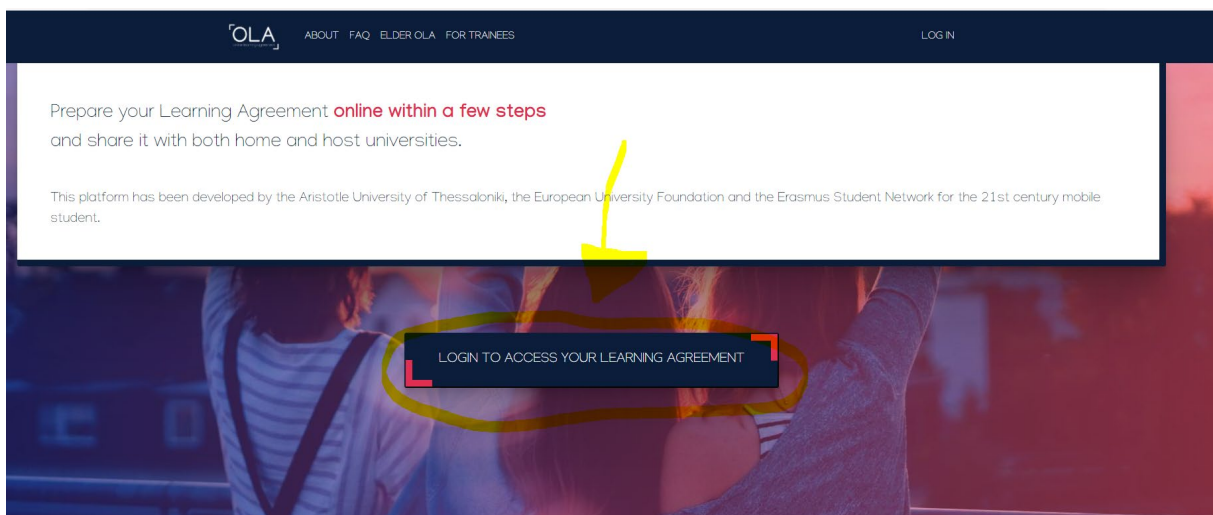 OLA
ABOUT FAQ ELDER OLA FOR TRAINEES LOG IN
Prepare your Learning Agreement online within a few steps
and share it with both home and host universities.
This platform has been developed by the Aristotle University of Thessaloniki, the European University Foundation and the Erasmus Student Network for the 21st century mobile
student.
LOGIN TO ACCESS YOUR LEARNING AGREEMENT